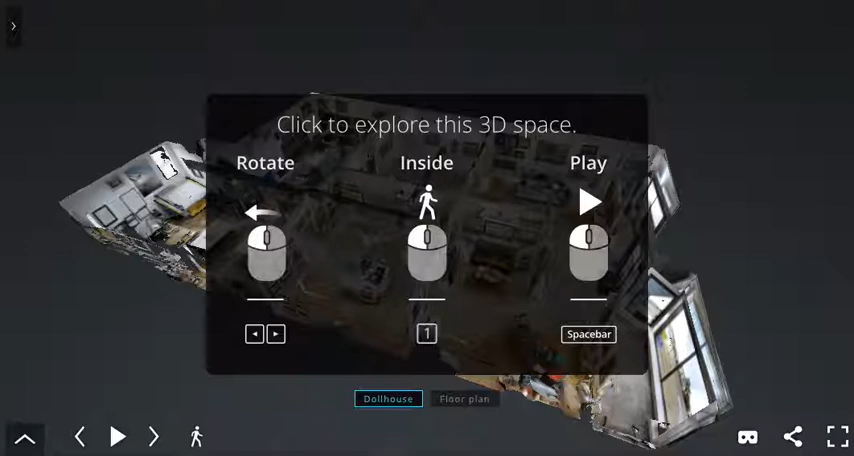 Click to explore this 3D space.
Rotate
Inside
Play
1
Spacebar
Dollhouse
Floor plan